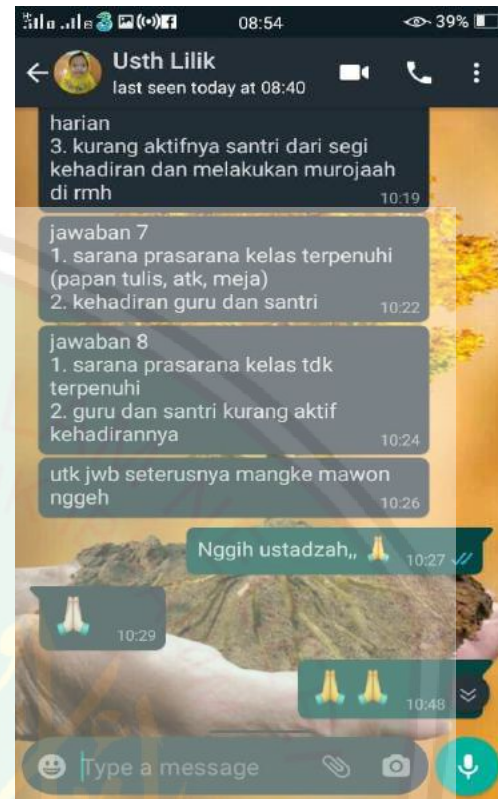 08:54
39%
Usth Lilik
last seen today at 08:40
harian
3. kurang aktifnya santri dari segi
kehadiran dan melakukan murojaah
di rmh
10:19
jawaban 7
1. sarana prasarana kelas terpenuhi
(papan tulis, atk, meja)
2. kehadiran guru dan santri
10:22
jawaban 8
1. sarana prasarana kelas tdk
terpenuhi
2. guru dan santri kurang aktif
kehadirannya
10:24
utk jwb seterusnya mangke mawon
nggeh
10:26
Nggih ustadzah,, 🙏
10:27
🙏
10:29
🙏 🙏
10:48
Type a message